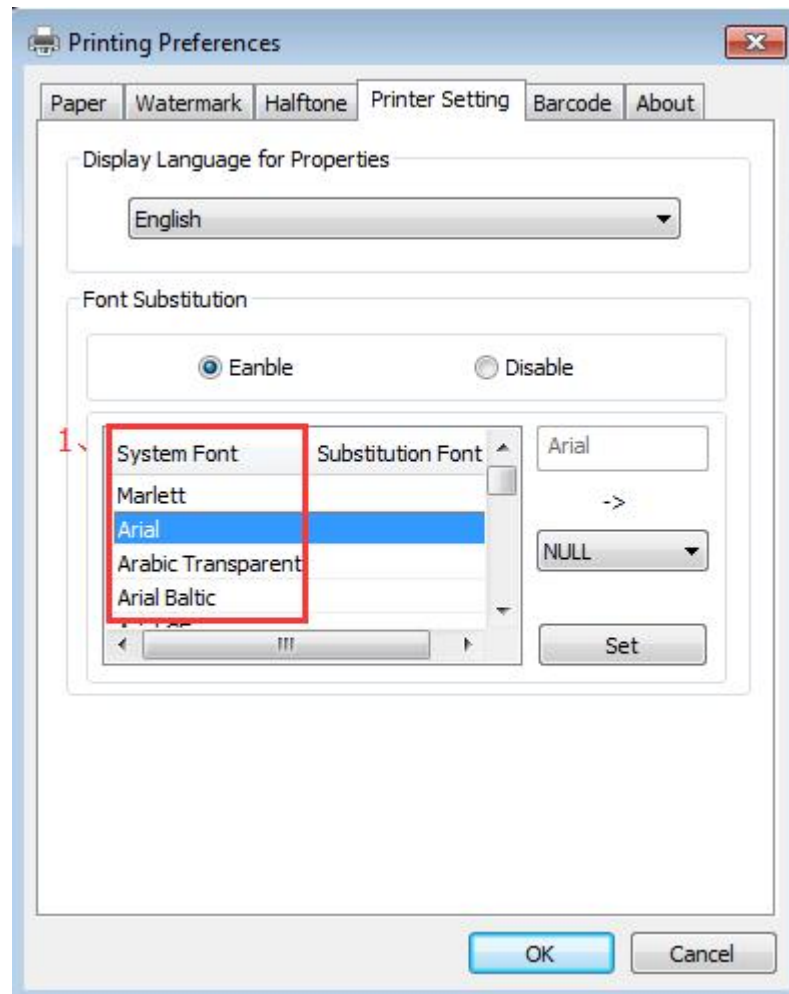 Printing Preferences
Paper Watermark Halftone Printer Setting Barcode About
Display Language for Properties
English
Font Substitution
Eanble Disable
1、
System Font Substitution Font Arial
Marlett ->
Arial
Arabic Transparent NULL
Arial Baltic
Set
OK Cancel